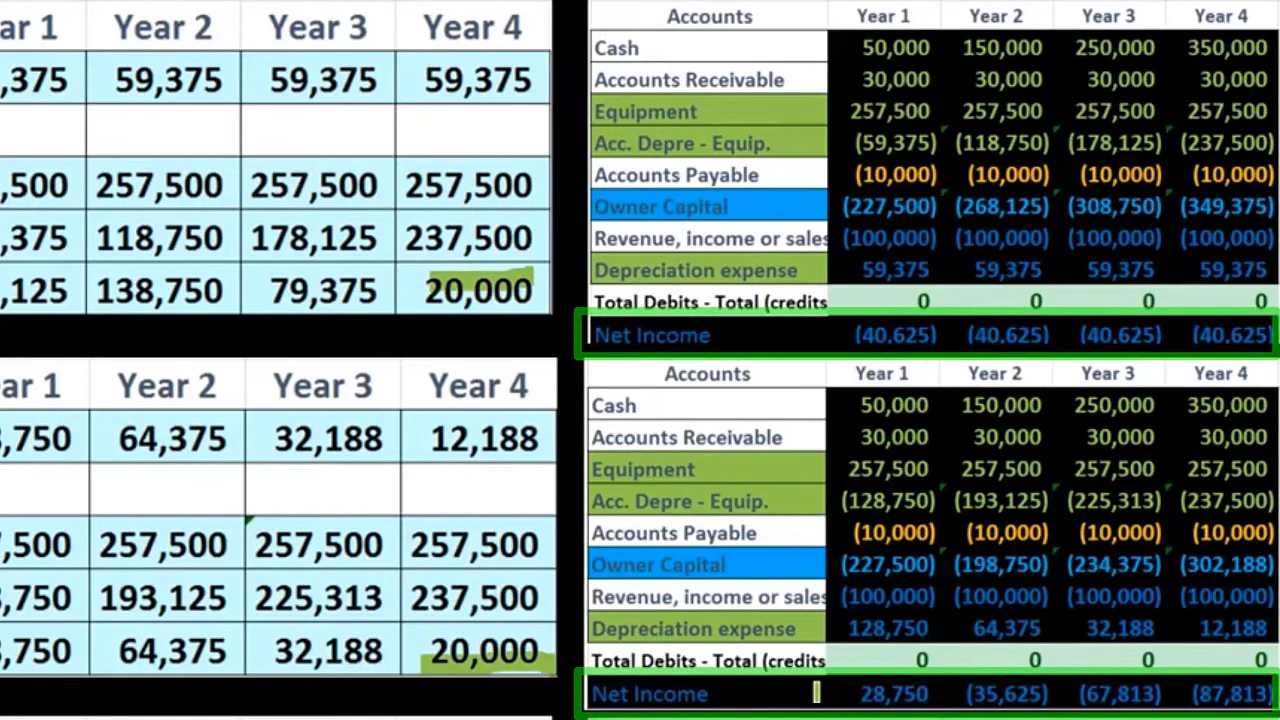 ar 1 Year 2 Year 3 Year 4
,375 59,375 59,375 59,375
,500 257,500 257,500 257,500
,375 118,750 178,125 237,500
,125 138,750 79,375 20,000
Accounts Year 1 Year 2 Year 3 Year 4
Cash 50,000 150,000 250,000 350,000
Accounts Receivable 30,000 30,000 30,000 30,000
Equipment 257,500 257,500 257,500 257,500
Acc. Depre - Equip. (59,375) (118,750) (178,125) (237,500)
Accounts Payable (10,000) (10,000) (10,000) (10,000)
Owner Capital (227,500) (268,125) (308,750) (349,375)
Revenue, income or sales (100,000) (100,000) (100,000) (100,000)
Depreciation expense 59,375 59,375 59,375 59,375
Total Debits - Total (credits 0 0 0 0
Net Income (40,625) (40,625) (40,625) (40,625)
ar 1 Year 2 Year 3 Year 4
,750 64,375 32,188 12,188
,500 257,500 257,500 257,500
,750 193,125 225,313 237,500
,750 64,375 32,188 20,000
Accounts Year 1 Year 2 Year 3 Year 4
Cash 50,000 150,000 250,000 350,000
Accounts Receivable 30,000 30,000 30,000 30,000
Equipment 257,500 257,500 257,500 257,500
Acc. Depre - Equip. (128,750) (193,125) (225,313) (237,500)
Accounts Payable (10,000) (10,000) (10,000) (10,000)
Owner Capital (227,500) (198,750) (234,375) (302,188)
Revenue, income or sales (100,000) (100,000) (100,000) (100,000)
Depreciation expense 128,750 64,375 32,188 12,188
Total Debits - Total (credits 0 0 0 0
Net Income 28,750 (35,625) (67,813) (87,813)